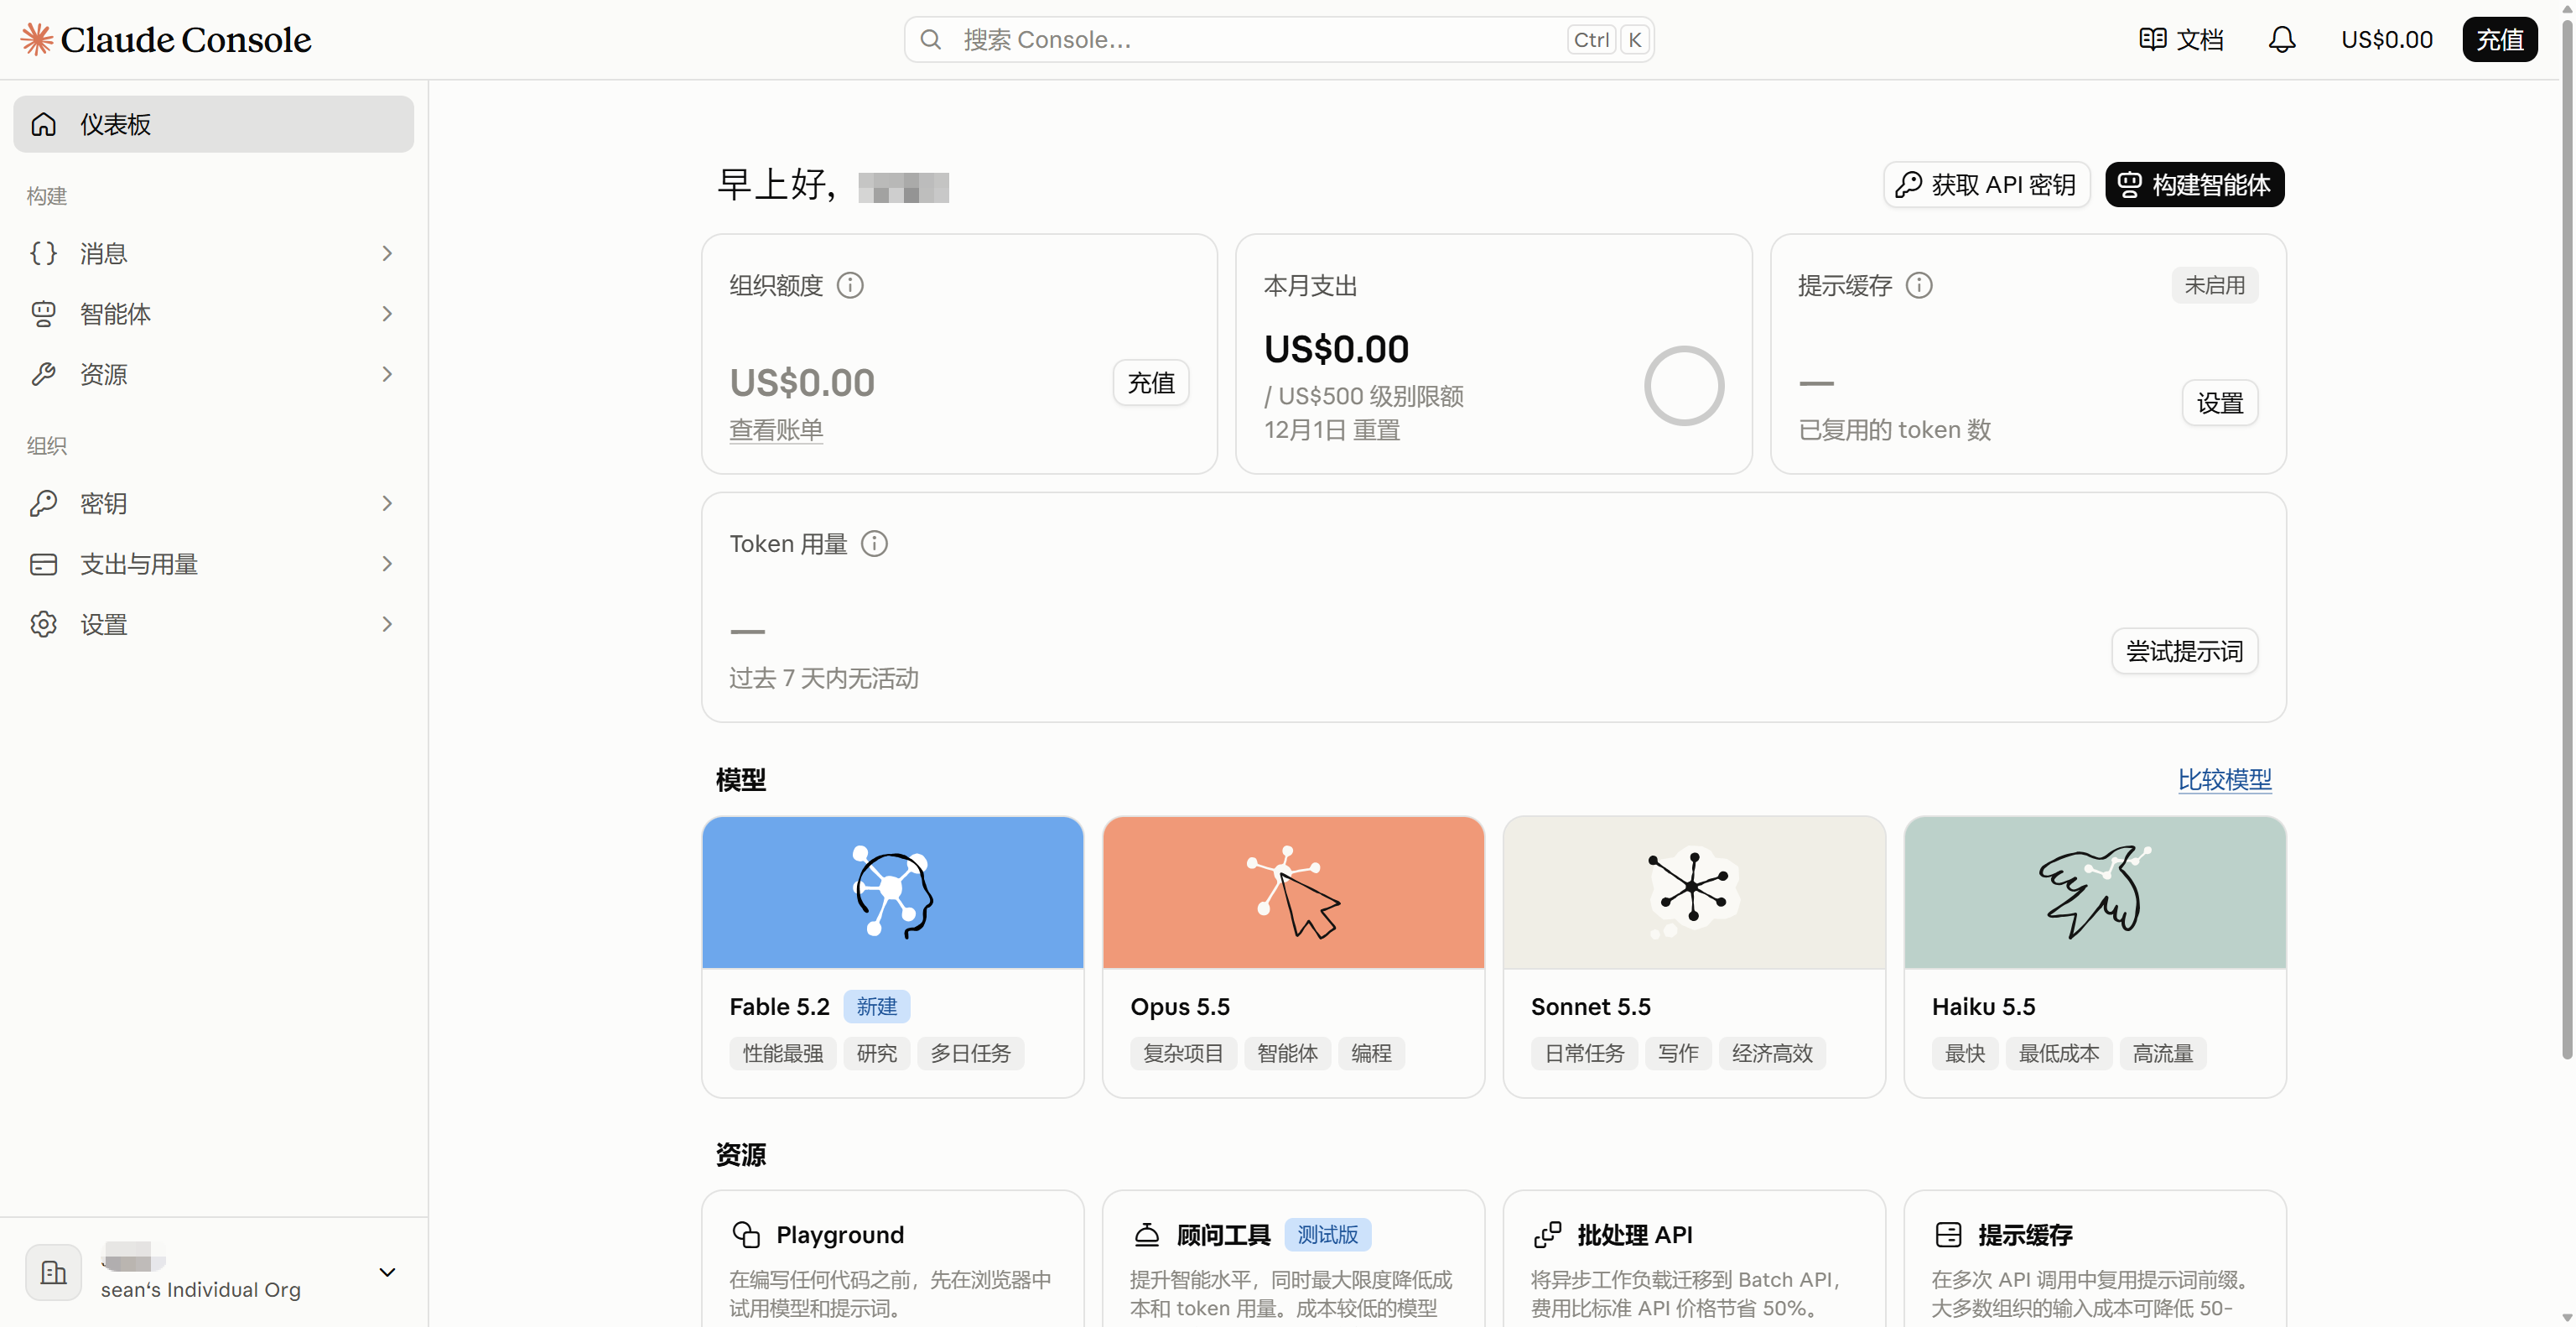 Claude Console
搜索 Console...
Ctrl K
文档
US$0.00
充值
仪表板
构建
消息
智能体
资源
组织
密钥
支出与用量
设置
sean‘s Individual Org
早上好,
获取 API 密钥
构建智能体
组织额度
US$0.00
查看账单
充值
本月支出
US$0.00
/ US$500 级别限额
12月1日 重置
提示缓存
未启用
—
已复用的 token 数
设置
Token 用量
—
过去 7 天内无活动
尝试提示词
模型
比较模型
Fable 5.2 新建
性能最强 研究 多日任务
Opus 5.5
复杂项目 智能体 编程
Sonnet 5.5
日常任务 写作 经济高效
Haiku 5.5
最快 最低成本 高流量
资源
Playground
在编写任何代码之前，先在浏览器中
试用模型和提示词。
顾问工具 测试版
提升智能水平，同时最大限度降低成
本和 token 用量。成本较低的模型
批处理 API
将异步工作负载迁移到 Batch API，
费用比标准 API 价格节省 50%。
提示缓存
在多次 API 调用中复用提示词前缀。
大多数组织的输入成本可降低 50-